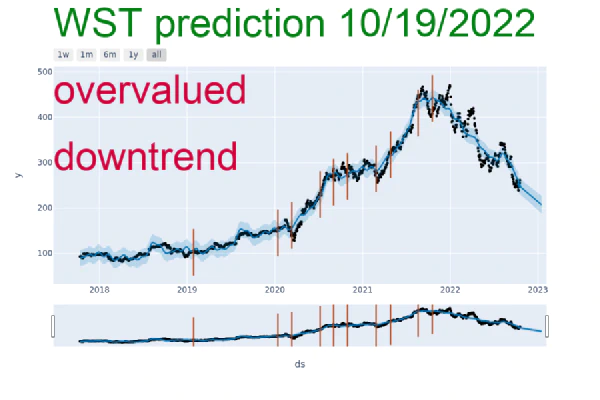 WST prediction 10/19/2022
1w 1m 6m 1y all
500
overvalued
400
downtrend
300
y
200
100
2018 2019 2020 2021 2022 2023
ds